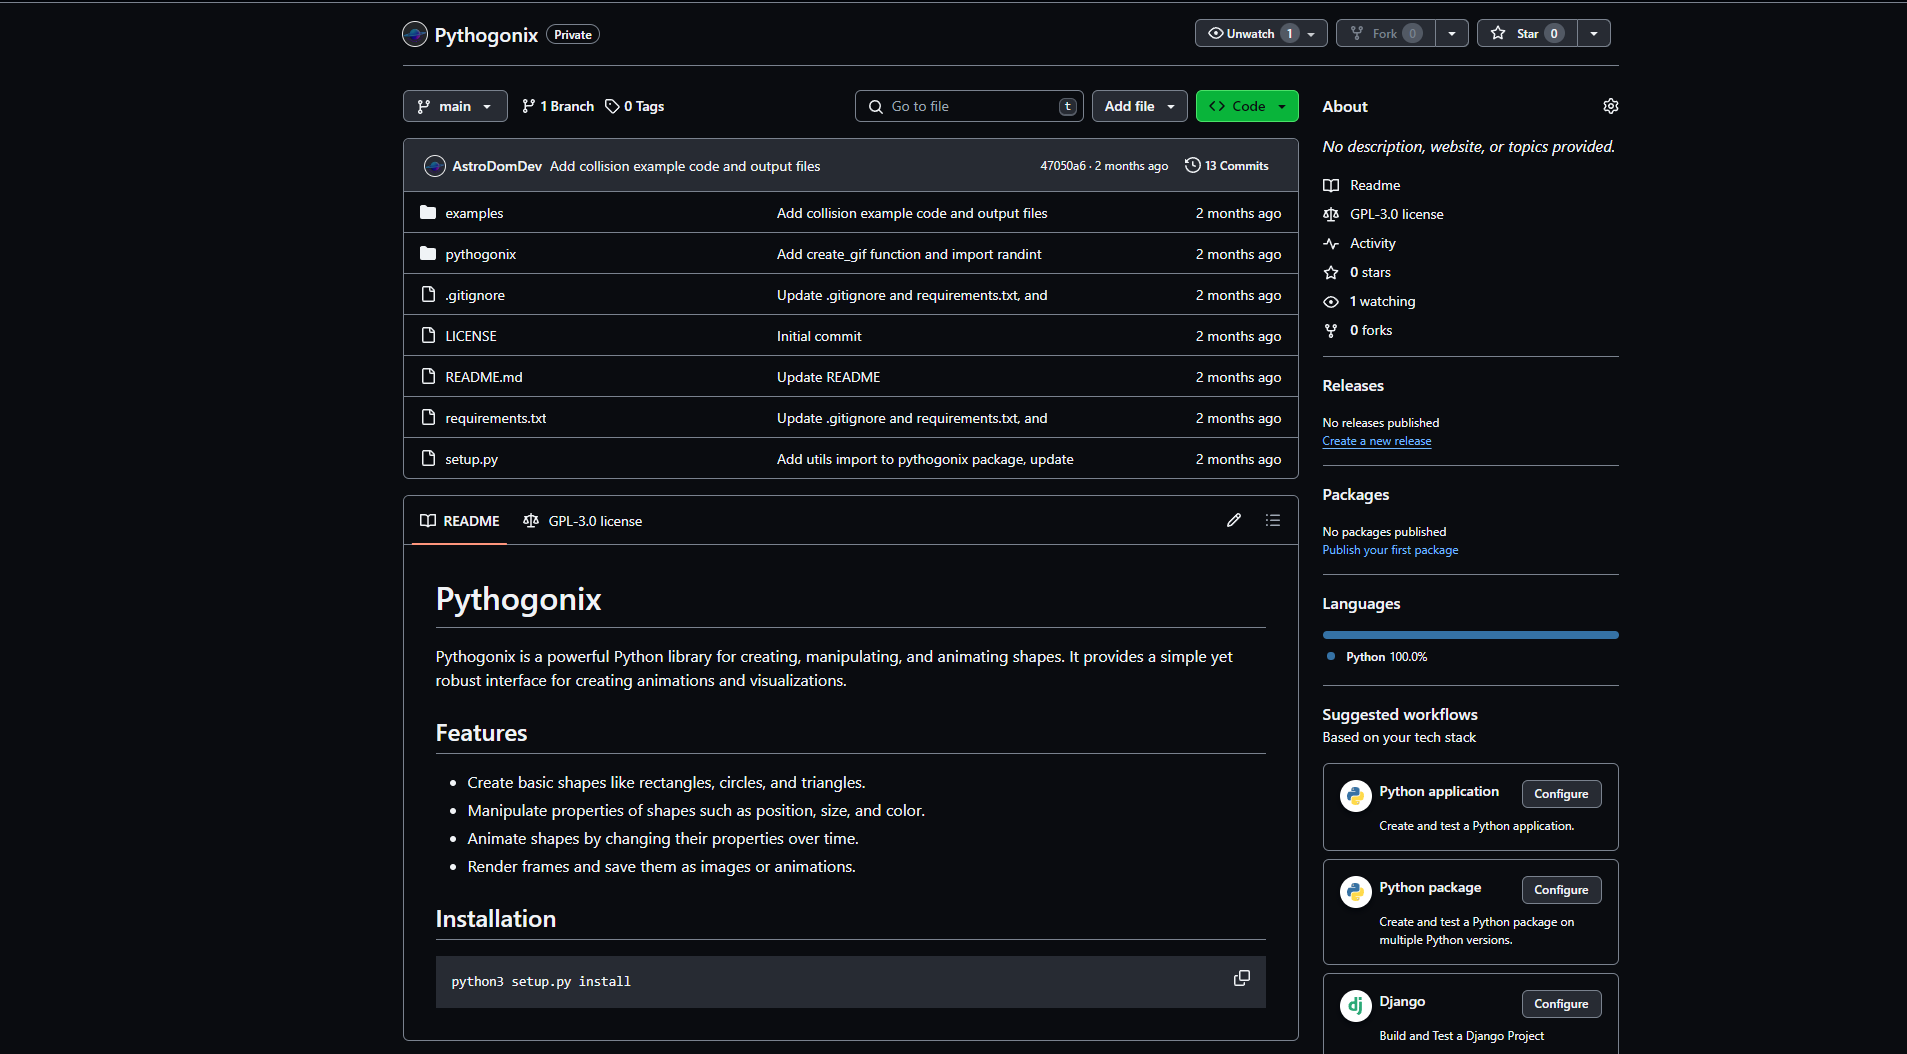 Pythogonix Private
Unwatch 1
Fork 0
Star 0
main
1 Branch
0 Tags
Go to file t
Add file
Code
AstroDomDev Add collision example code and output files 47050a6 · 2 months ago 13 Commits
examples Add collision example code and output files 2 months ago
pythogonix Add create_gif function and import randint 2 months ago
.gitignore Update .gitignore and requirements.txt, and 2 months ago
LICENSE Initial commit 2 months ago
README.md Update README 2 months ago
requirements.txt Update .gitignore and requirements.txt, and 2 months ago
setup.py Add utils import to pythogonix package, update 2 months ago
README GPL-3.0 license
Pythogonix
Pythogonix is a powerful Python library for creating, manipulating, and animating shapes. It provides a simple yet
robust interface for creating animations and visualizations.
Features
• Create basic shapes like rectangles, circles, and triangles.
• Manipulate properties of shapes such as position, size, and color.
• Animate shapes by changing their properties over time.
• Render frames and save them as images or animations.
Installation
python3 setup.py install
About
No description, website, or topics provided.
Readme
GPL-3.0 license
Activity
0 stars
1 watching
0 forks
Releases
No releases published
Create a new release
Packages
No packages published
Publish your first package
Languages
Python 100.0%
Suggested workflows
Based on your tech stack
Python application Configure
Create and test a Python application.
Python package Configure
Create and test a Python package on
multiple Python versions.
dj Django Configure
Build and Test a Django Project